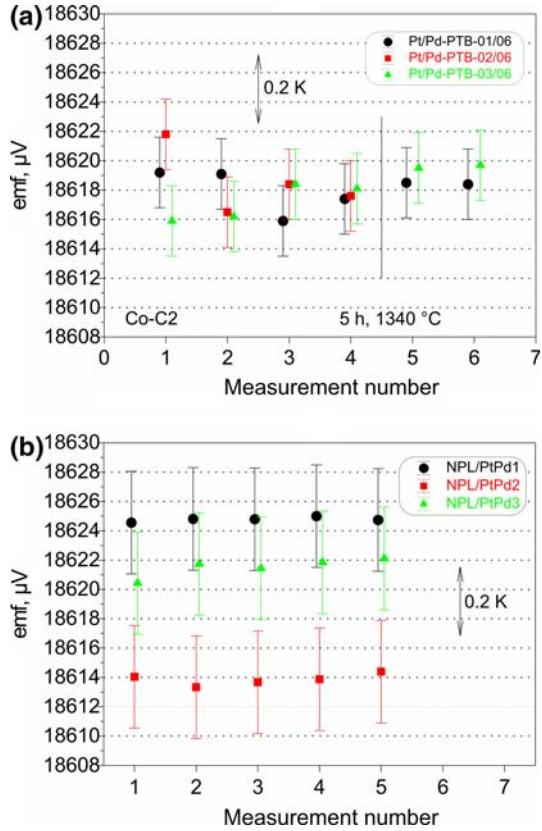 (a)
18630
18628
18626
18624
18622
18620
18618
18616
18614
18612
18610
18608
emf, µV
Pt/Pd-PTB-01/06
Pt/Pd-PTB-02/06
Pt/Pd-PTB-03/06
0.2 K
Co-C2
5 h, 1340 °C
0 1 2 3 4 5 6 7
Measurement number
(b)
18630
18628
18626
18624
18622
18620
18618
18616
18614
18612
18610
18608
emf, µV
NPL/PtPd1
NPL/PtPd2
NPL/PtPd3
0.2 K
1 2 3 4 5 6 7
Measurement number